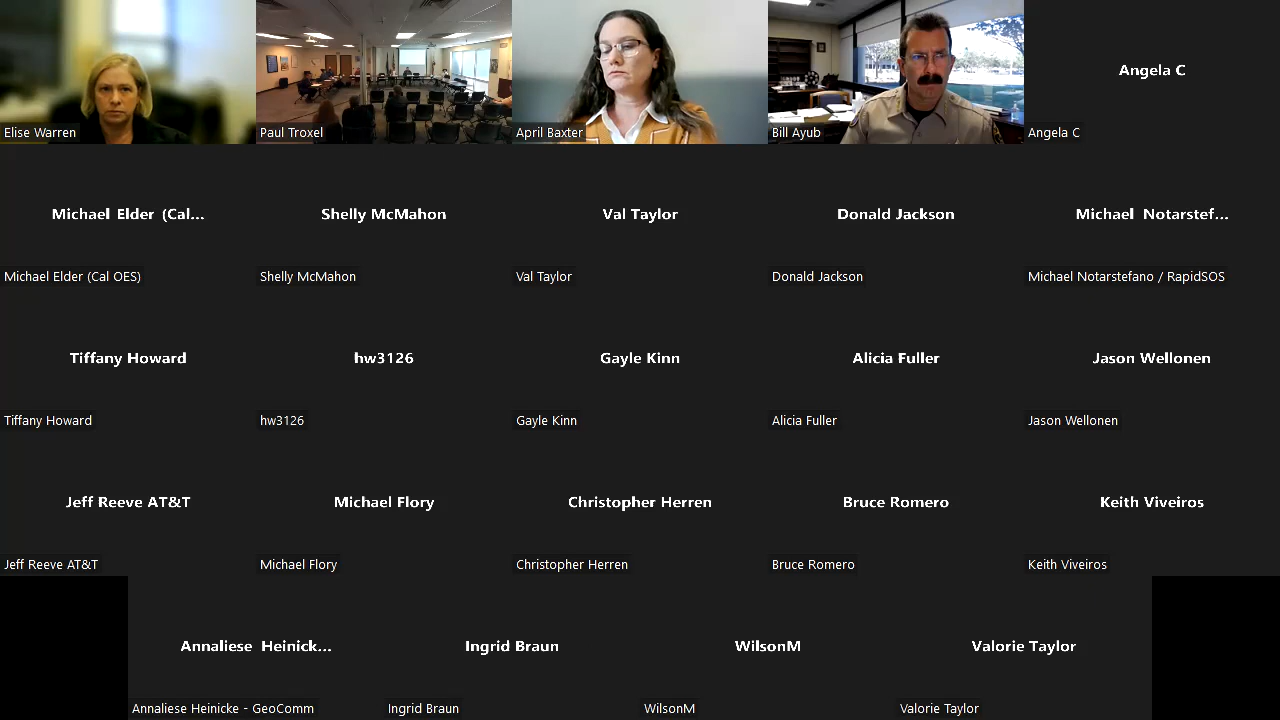 Elise Warren
Paul Troxel
April Baxter
Bill Ayub
Angela C
Angela C
Michael Elder (Cal...
Michael Elder (Cal OES)
Shelly McMahon
Shelly McMahon
Val Taylor
Val Taylor
Donald Jackson
Donald Jackson
Michael Notarstef...
Michael Notarstefano / RapidSOS
Tiffany Howard
Tiffany Howard
hw3126
hw3126
Gayle Kinn
Gayle Kinn
Alicia Fuller
Alicia Fuller
Jason Wellonen
Jason Wellonen
Jeff Reeve AT&T
Jeff Reeve AT&T
Michael Flory
Michael Flory
Christopher Herren
Christopher Herren
Bruce Romero
Bruce Romero
Keith Viveiros
Keith Viveiros
Annaliese Heinick...
Annaliese Heinicke - GeoComm
Ingrid Braun
Ingrid Braun
WilsonM
WilsonM
Valorie Taylor
Valorie Taylor